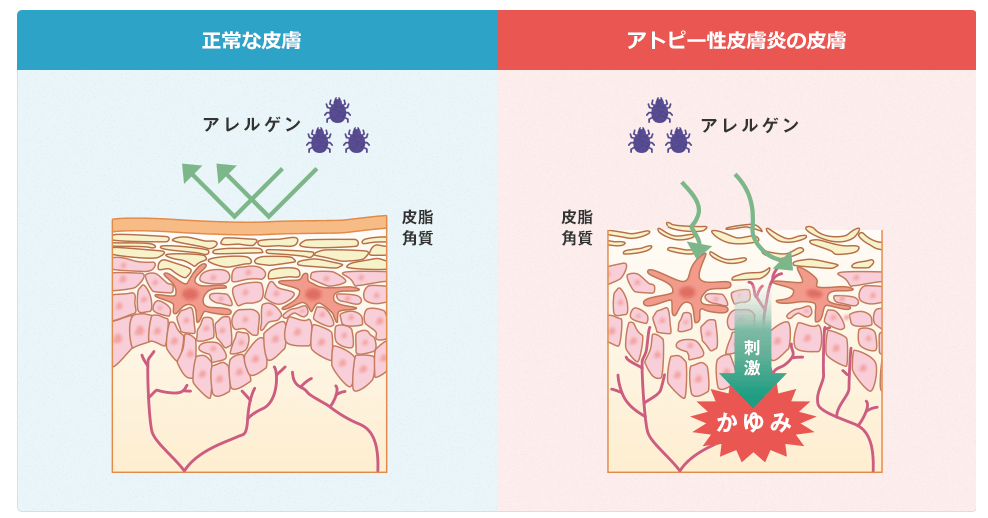 正常な皮膚
アトピー性皮膚炎の皮膚
アレルゲン
皮脂
角質
アレルゲン
皮脂
角質
刺激
かゆみ